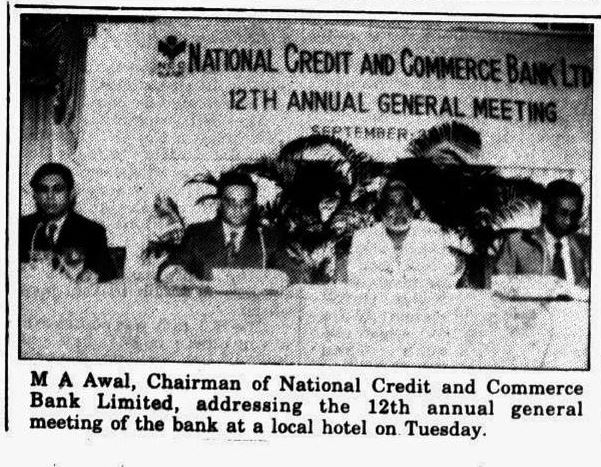 NATIONAL CREDIT AND COMMERCE BANK LTD
12TH ANNUAL GENERAL MEETING
SEPTEMBER
M A Awal, Chairman of National Credit and Commerce
Bank Limited, addressing the 12th annual general
meeting of the bank at a local hotel on Tuesday.